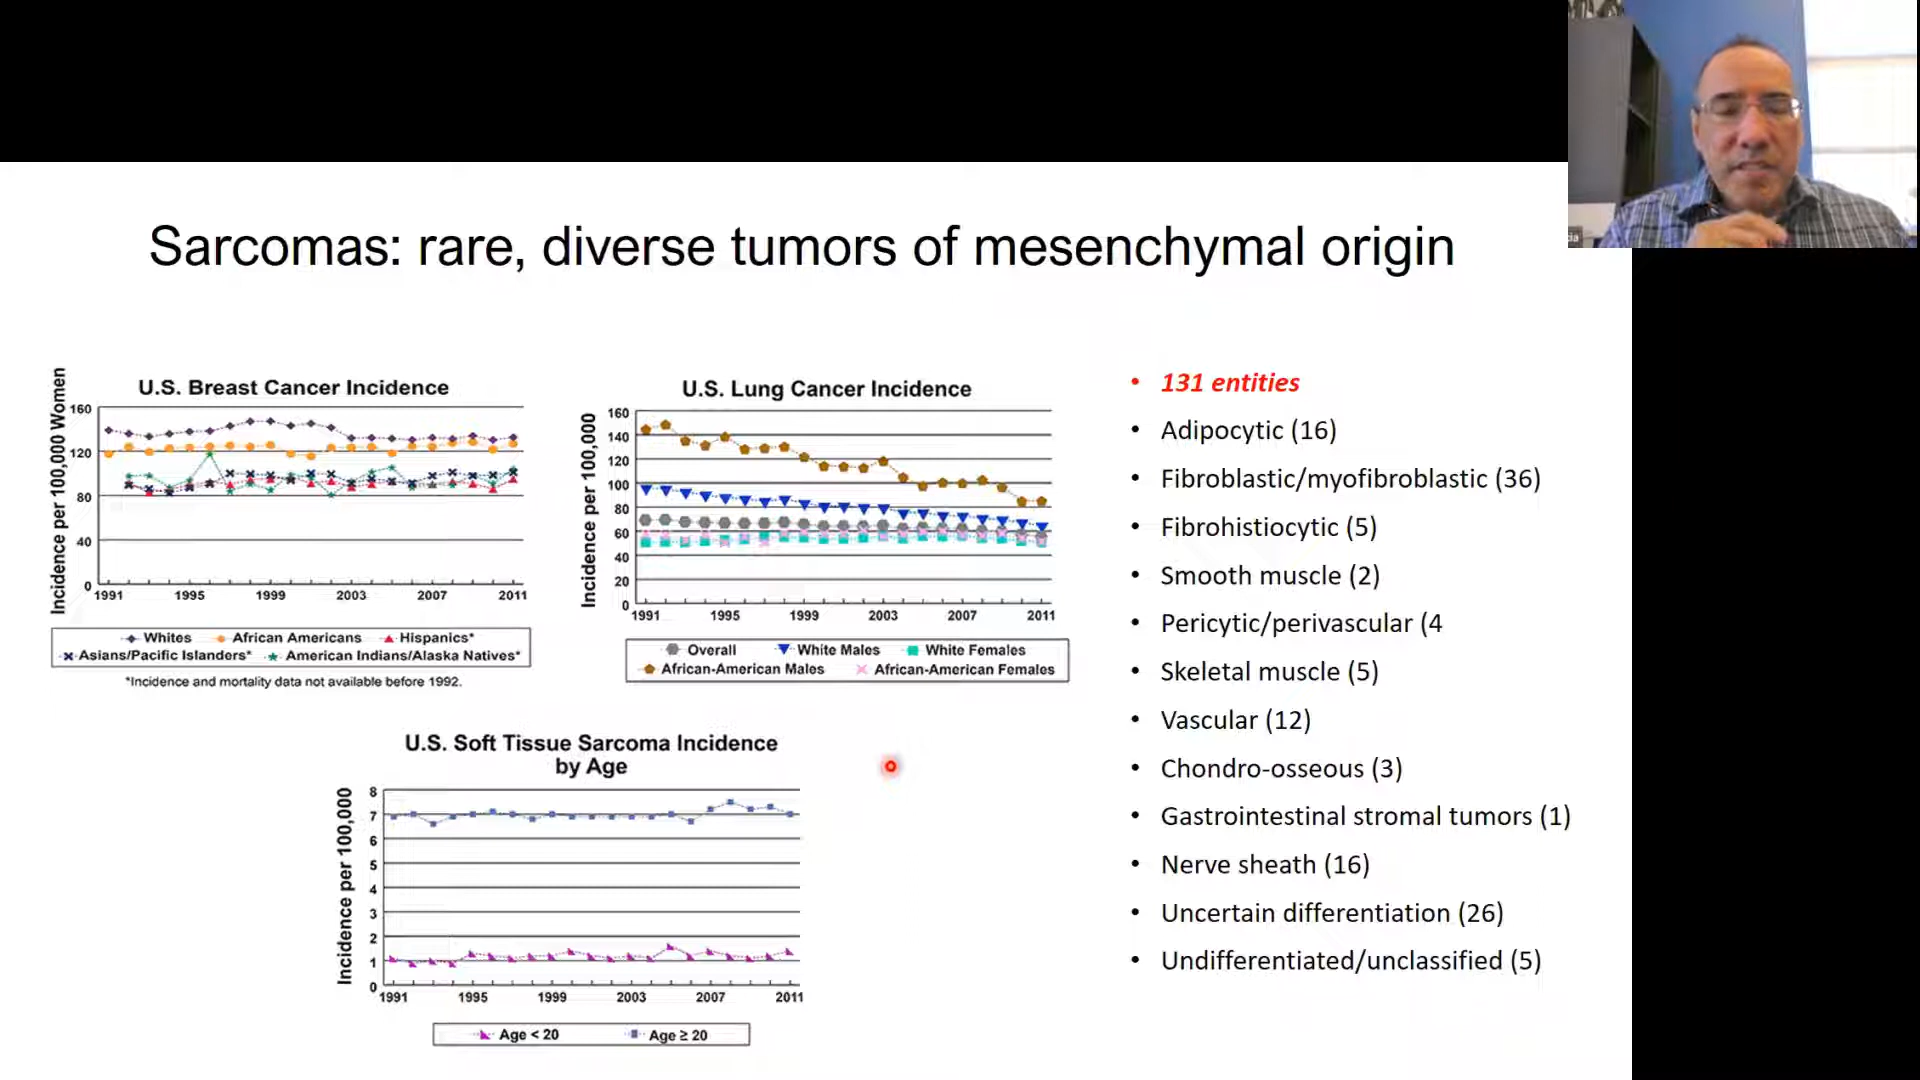 Sarcomas: rare, diverse tumors of mesenchymal origin
U.S. Breast Cancer Incidence
Incidence per 100,000 Women
160
120
80
40
0
1991 1995 1999 2003 2007 2011
Whites African Americans Hispanics*
Asians/Pacific Islanders* American Indians/Alaska Natives*
*Incidence and mortality data not available before 1992.
U.S. Lung Cancer Incidence
Incidence per 100,000
160
140
120
100
80
60
40
20
0
1991 1995 1999 2003 2007 2011
Overall White Males White Females
African-American Males African-American Females
U.S. Soft Tissue Sarcoma Incidence
by Age
Incidence per 100,000
8
7
6
5
4
3
2
1
0
1991 1995 1999 2003 2007 2011
Age < 20 Age ≥ 20
• 131 entities
• Adipocytic (16)
• Fibroblastic/myofibroblastic (36)
• Fibrohistiocytic (5)
• Smooth muscle (2)
• Pericytic/perivascular (4
• Skeletal muscle (5)
• Vascular (12)
• Chondro-osseous (3)
• Gastrointestinal stromal tumors (1)
• Nerve sheath (16)
• Uncertain differentiation (26)
• Undifferentiated/unclassified (5)